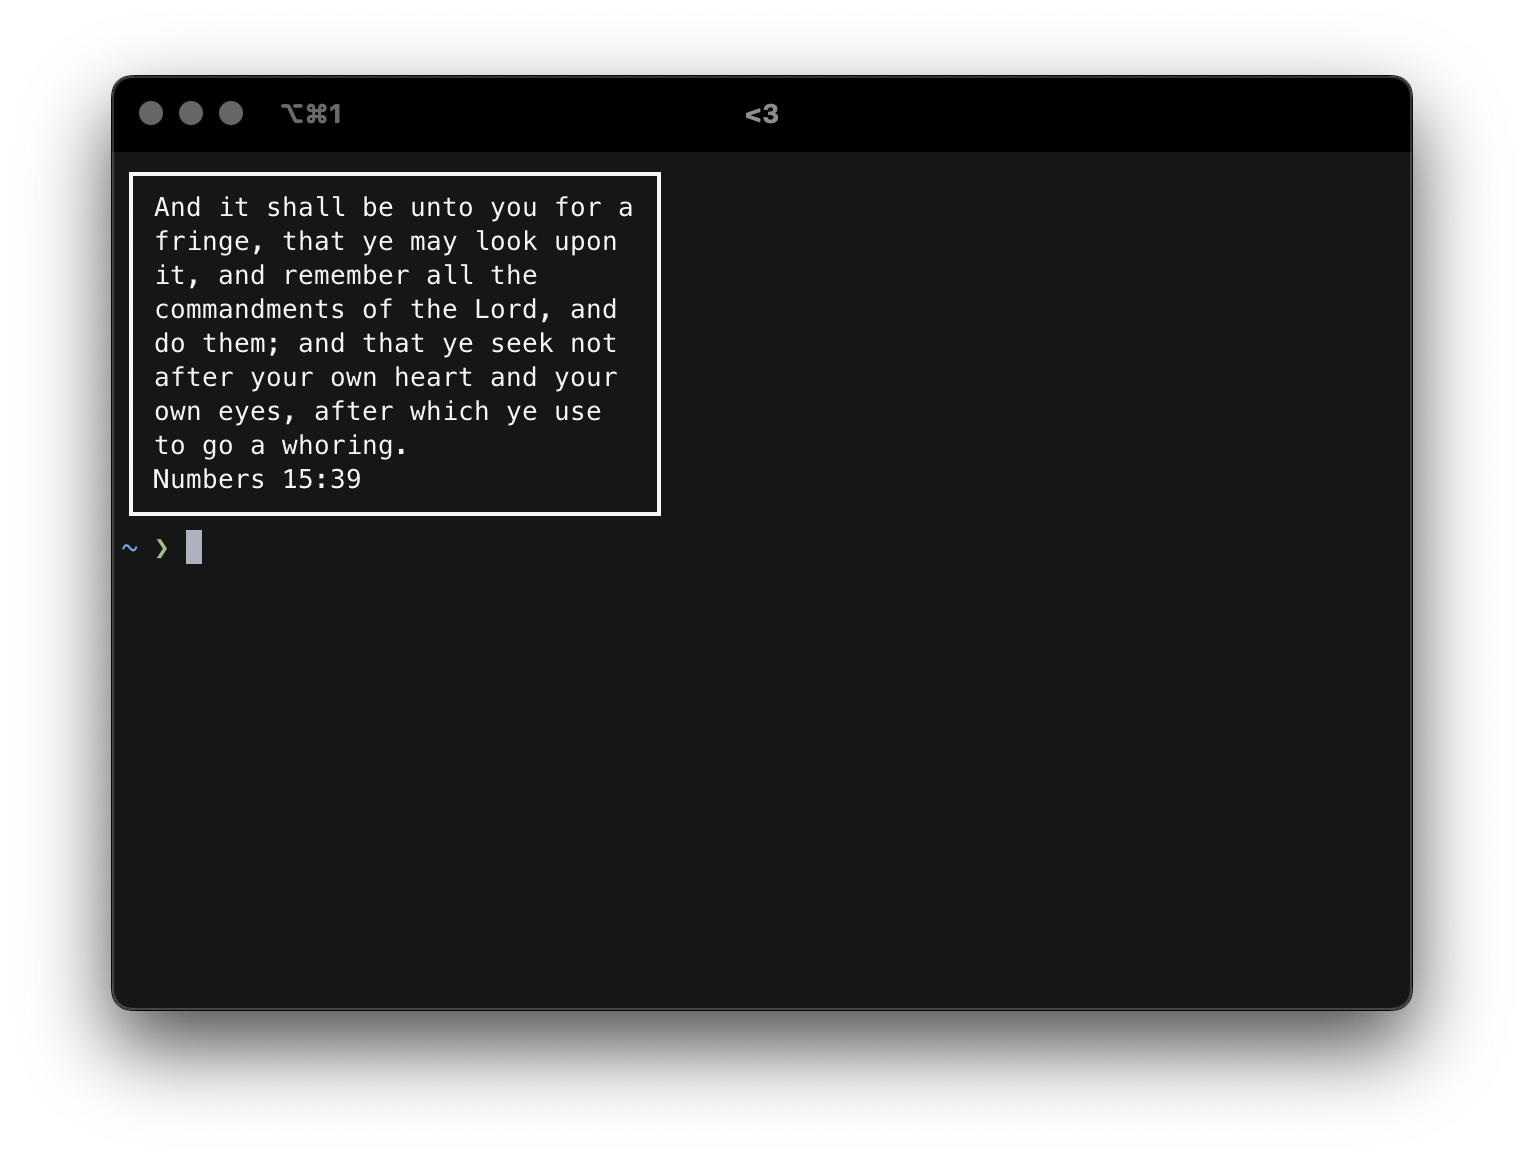 ⌥⌘1
<3
And it shall be unto you for a
fringe, that ye may look upon
it, and remember all the
commandments of the Lord, and
do them; and that ye seek not
after your own heart and your
own eyes, after which ye use
to go a whoring.
Numbers 15:39
~ ❯